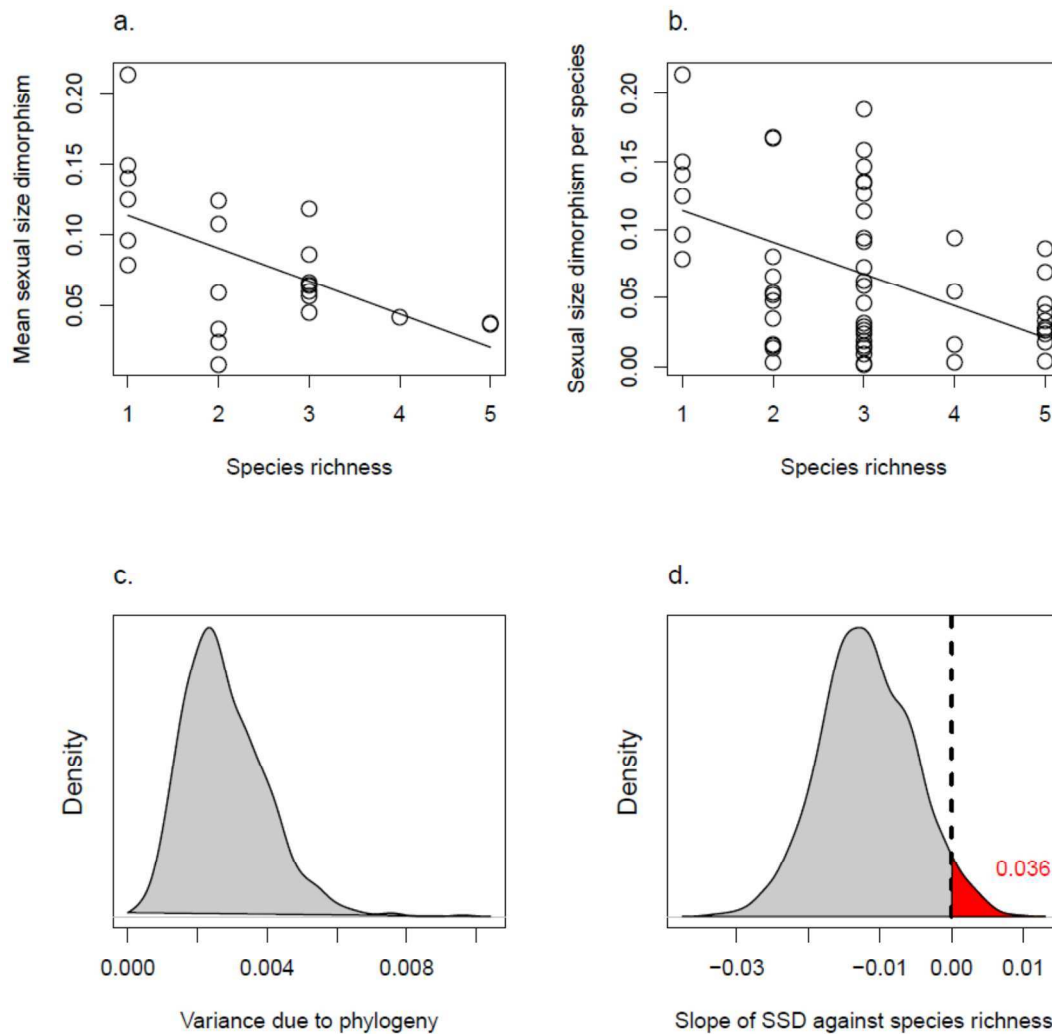 a.
Mean sexual size dimorphism
0.20
0.15
0.10
0.05
1 2 3 4 5
Species richness
b.
Sexual size dimorphism per species
0.20
0.15
0.10
0.05
0.00
1 2 3 4 5
Species richness
c.
Density
0.000 0.004 0.008
Variance due to phylogeny
d.
Density
0.036
−0.03 −0.01 0.00 0.01
Slope of SSD against species richness